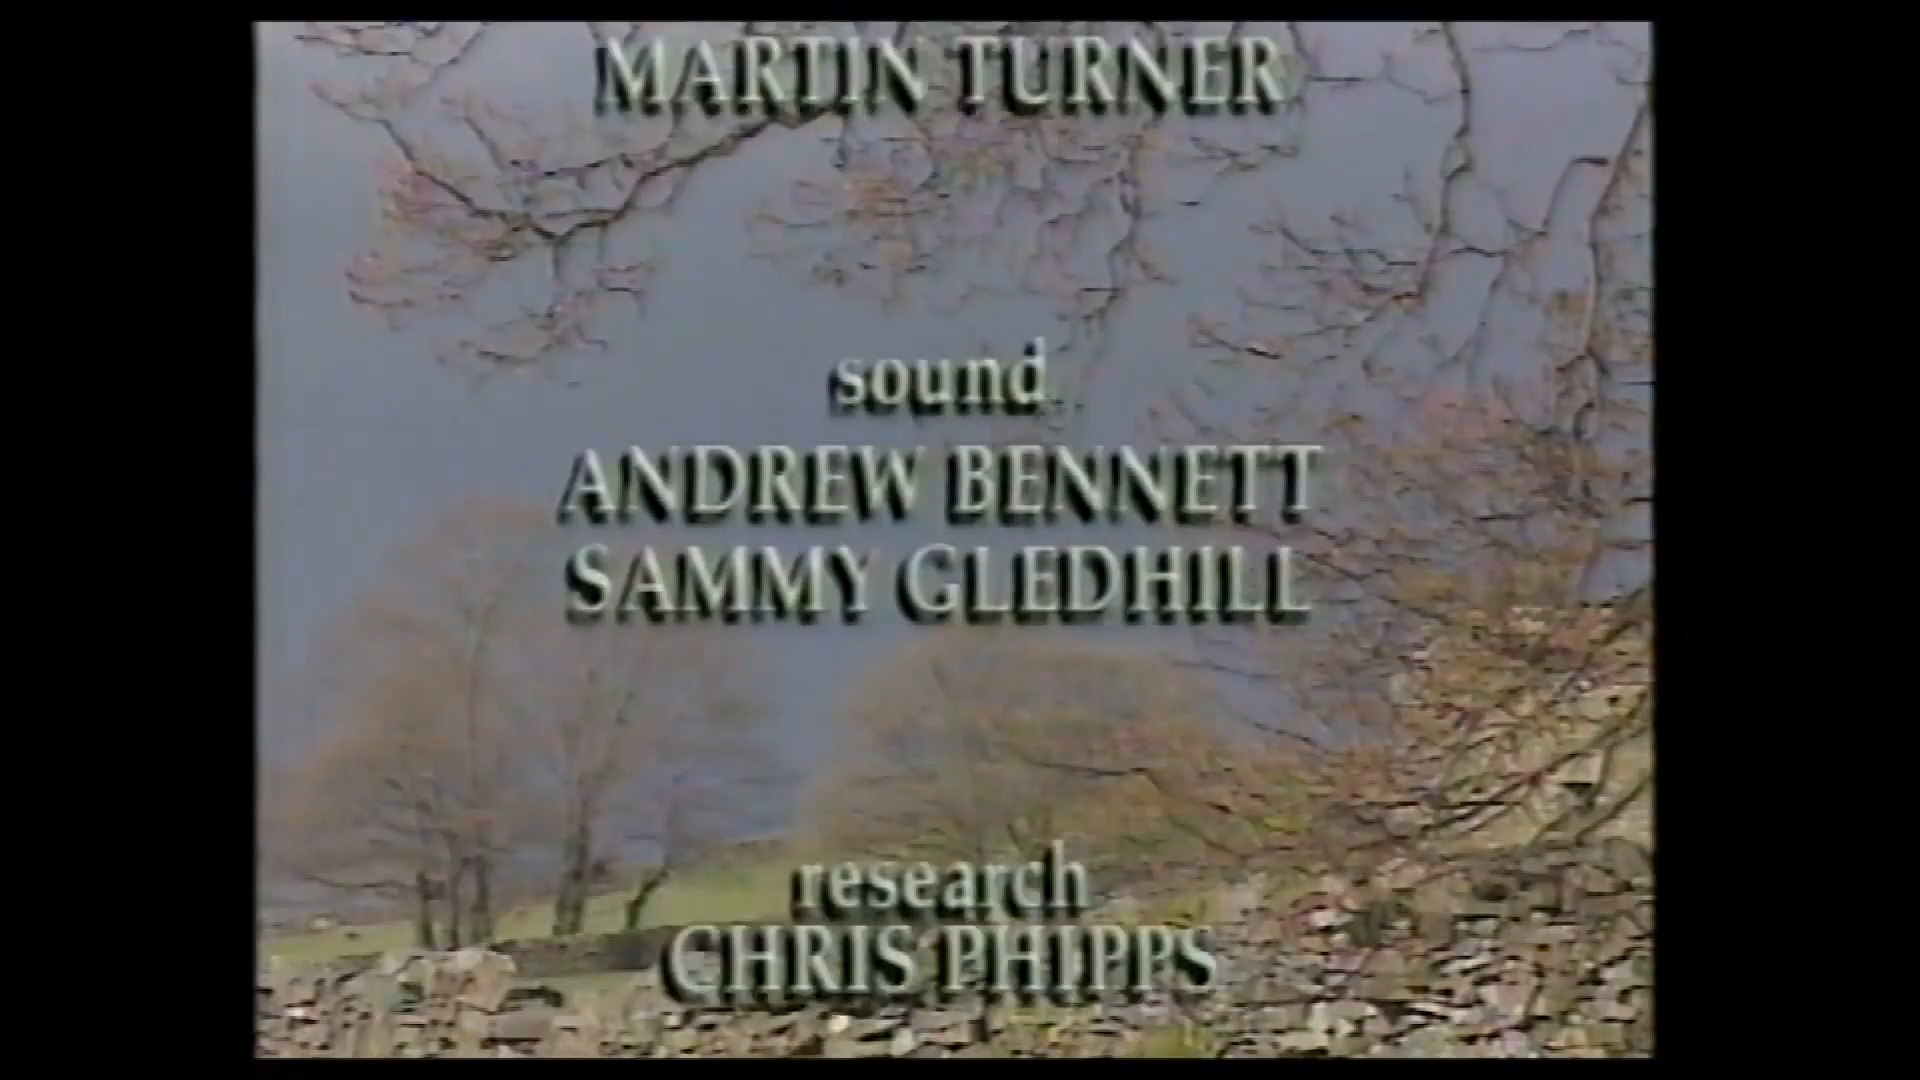 MARTIN TURNER
sound
ANDREW BENNETT
SAMMY GLEDHILL
research
CHRIS PHIPPS